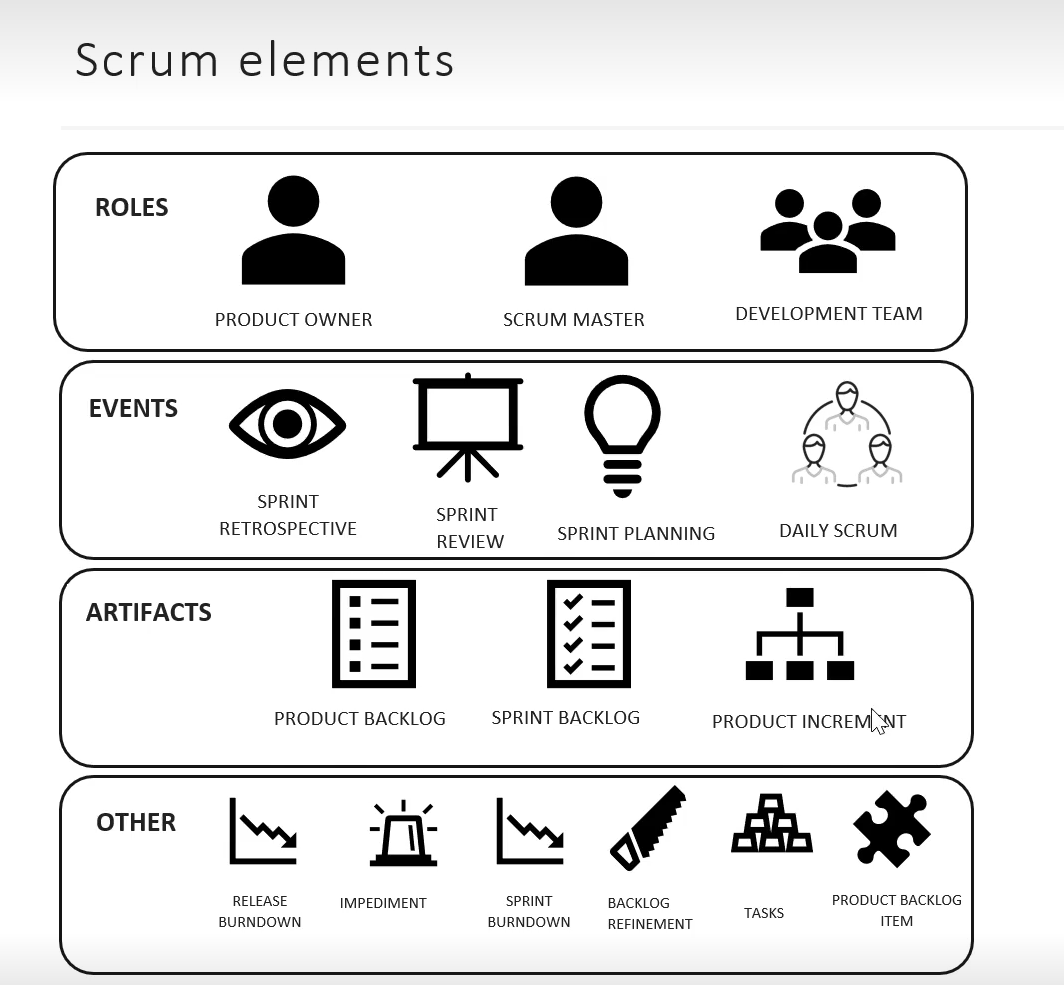 Scrum elements
ROLES
PRODUCT OWNER
SCRUM MASTER
DEVELOPMENT TEAM
EVENTS
SPRINT
RETROSPECTIVE
SPRINT
REVIEW
SPRINT PLANNING
DAILY SCRUM
ARTIFACTS
PRODUCT BACKLOG
SPRINT BACKLOG
PRODUCT INCREMENT
OTHER
RELEASE
BURNDOWN
IMPEDIMENT
SPRINT
BURNDOWN
BACKLOG
REFINEMENT
TASKS
PRODUCT BACKLOG
ITEM